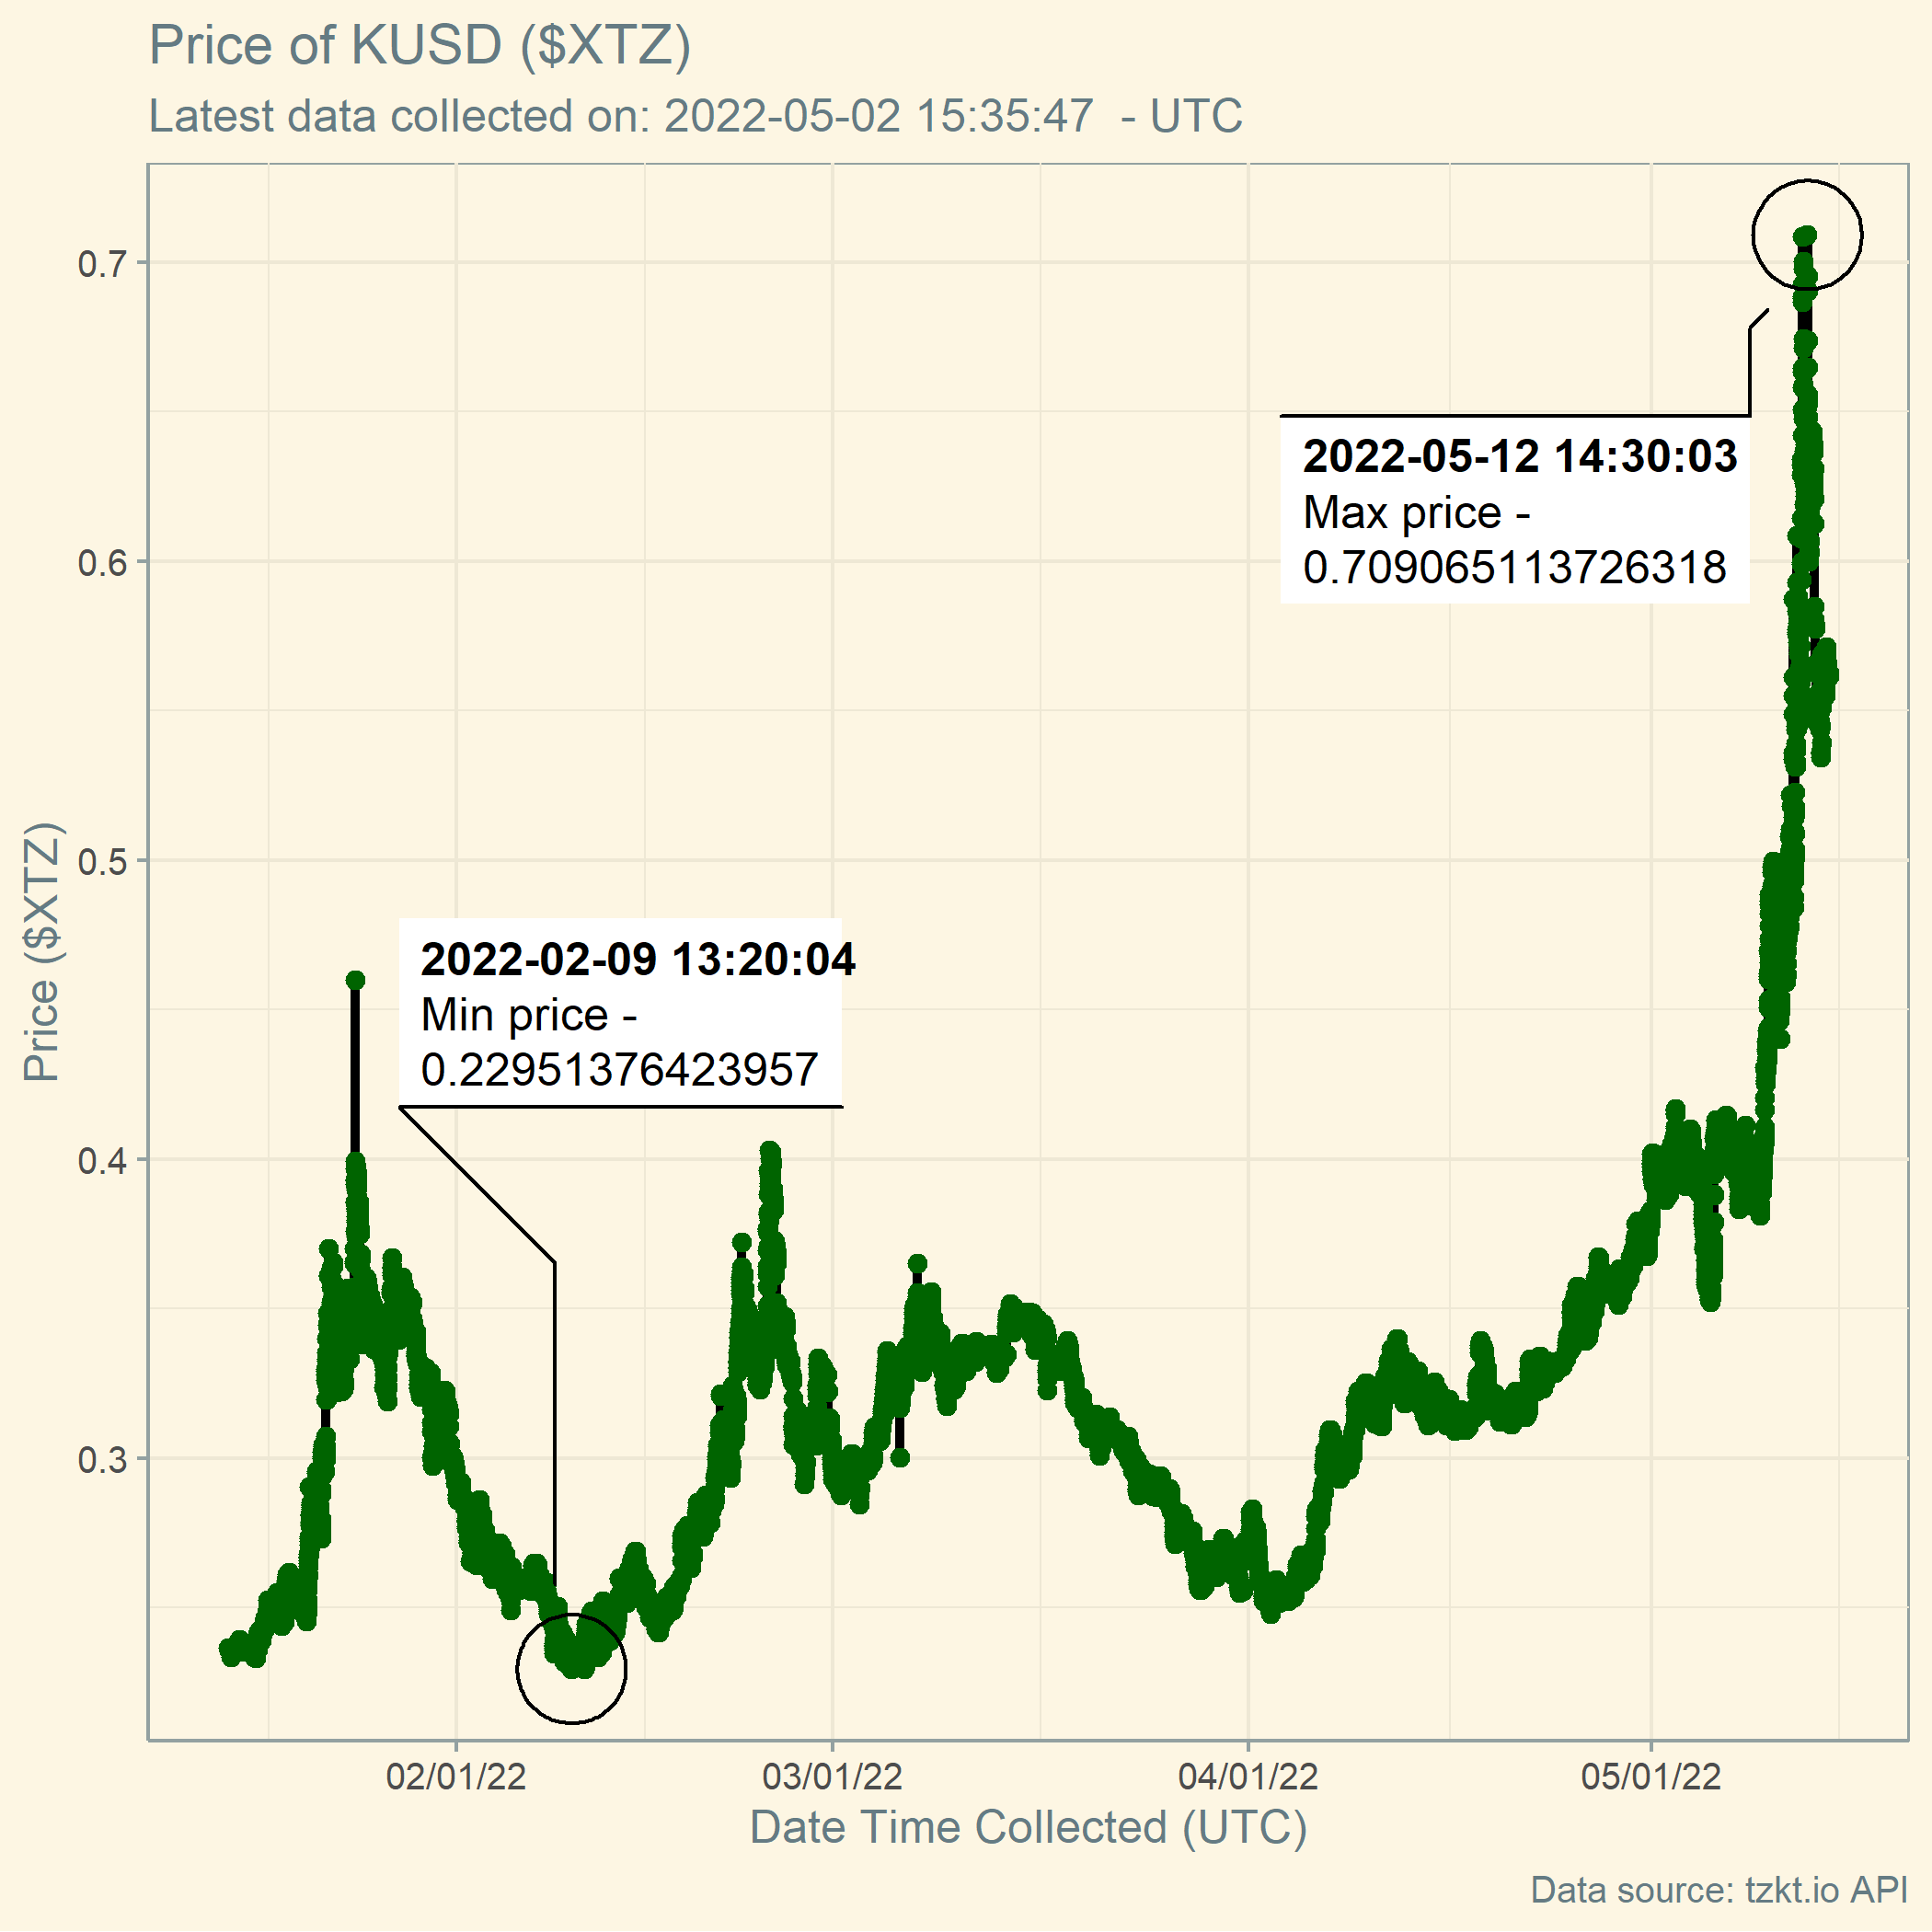 Price of KUSD ($XTZ)
Latest data collected on: 2022-05-02 15:35:47  - UTC
0.7
0.6
0.5
0.4
0.3
Price ($XTZ)
2022-05-12 14:30:03
Max price -
0.709065113726318
2022-02-09 13:20:04
Min price -
0.22951376423957
02/01/22
03/01/22
04/01/22
05/01/22
Date Time Collected (UTC)
Data source: tzkt.io API